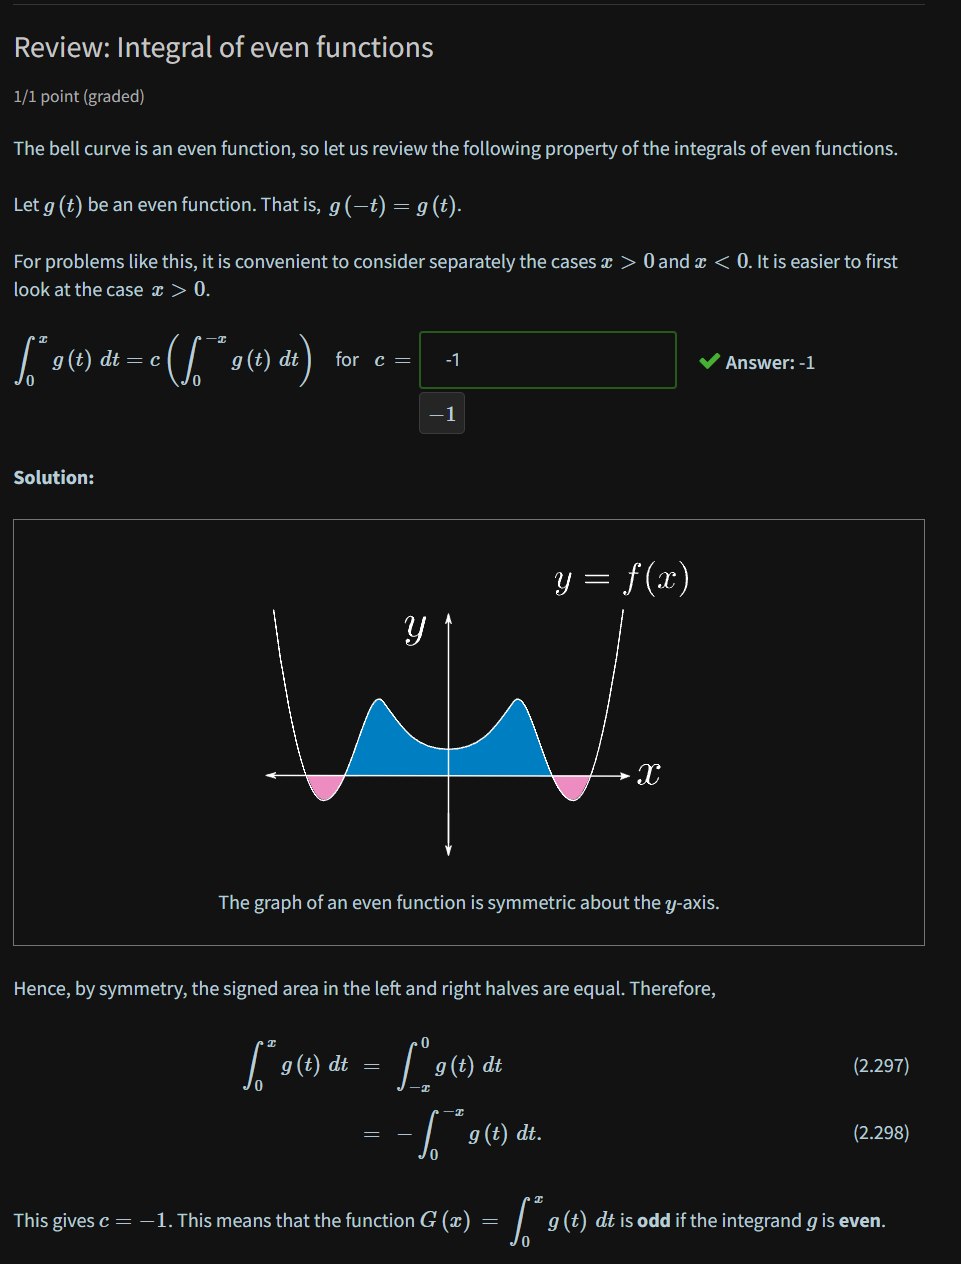 Review: Integral of even functions
1/1 point (graded)
The bell curve is an even function, so let us review the following property of the integrals of even functions.
Let g (t) be an even function. That is, g (−t) = g (t).
For problems like this, it is convenient to consider separately the cases x > 0 and x < 0. It is easier to first
look at the case x > 0.
∫₀ˣ g (t) dt = c (∫₀⁻ˣ g (t) dt) for c = -1 ✔ Answer: -1
−1
Solution:
y = f(x)
y
x
The graph of an even function is symmetric about the y-axis.
Hence, by symmetry, the signed area in the left and right halves are equal. Therefore,
∫₀ˣ g (t) dt = ∫₋ₓ⁰ g (t) dt (2.297)
= −∫₀⁻ˣ g (t) dt. (2.298)
This gives c = −1. This means that the function G (x) = ∫₀ˣ g (t) dt is odd if the integrand g is even.